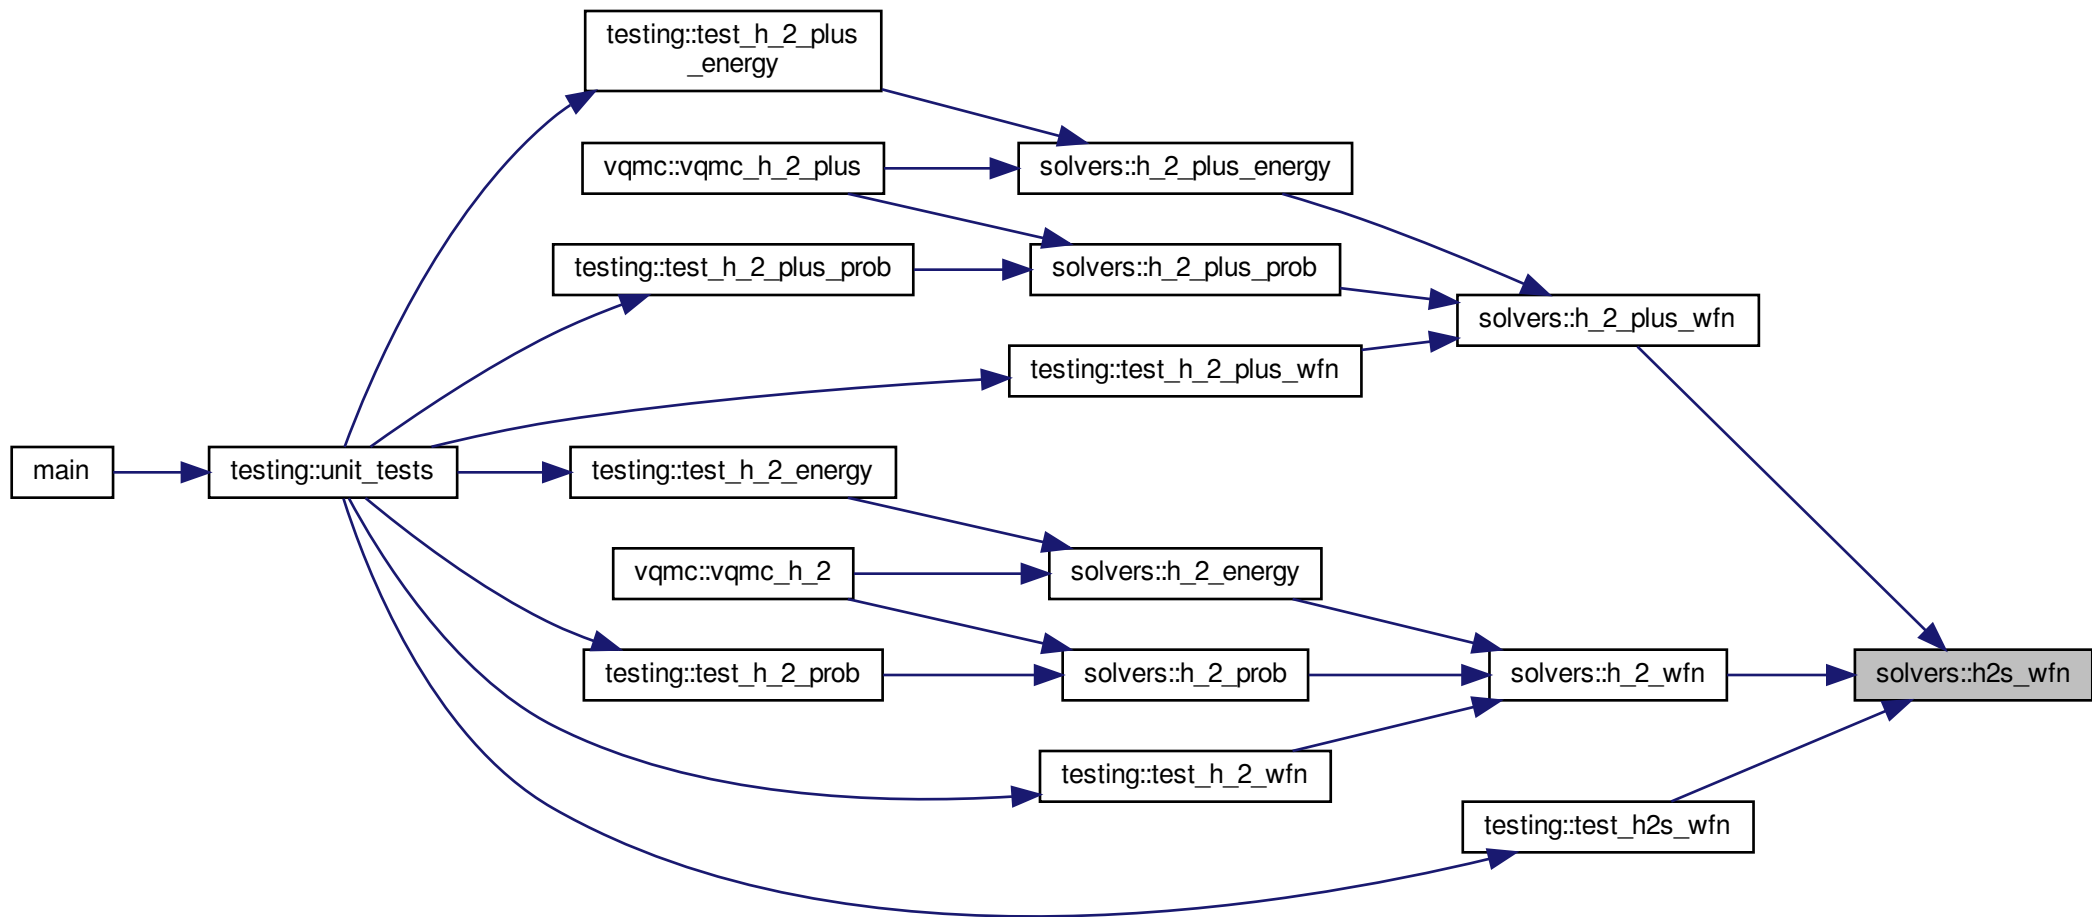 testing::test_h_2_plus
_energy
vqmc::vqmc_h_2_plus
solvers::h_2_plus_energy
testing::test_h_2_plus_prob
solvers::h_2_plus_prob
solvers::h_2_plus_wfn
testing::test_h_2_plus_wfn
main
testing::unit_tests
testing::test_h_2_energy
vqmc::vqmc_h_2
solvers::h_2_energy
testing::test_h_2_prob
solvers::h_2_prob
solvers::h_2_wfn
solvers::h2s_wfn
testing::test_h_2_wfn
testing::test_h2s_wfn